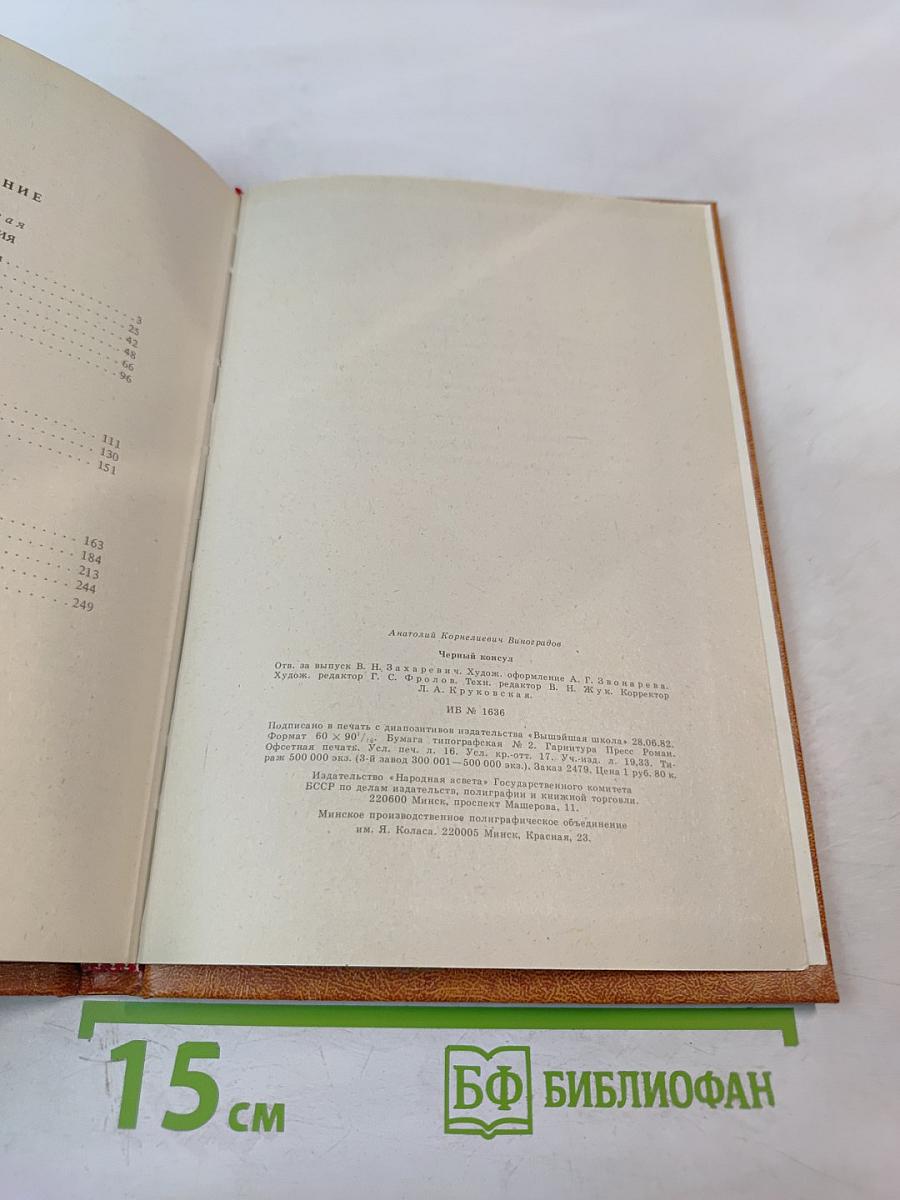 НИЕ
ая
ИЯ
3
25
42
48
66
96
111
130
151
163
184
213
244
249
Анатолий Корнелиевич Виноградов
Черный консул
Отв. за выпуск В. Н. Захаревич. Худож. оформление А. Г. Звонарева.
Худож. редактор Г. С. Фролов. Техн. редактор В. Н. Жук. Корректор
Л. А. Круковская.
ИБ № 1636
Подписано в печать с диапозитивов издательства «Вышэйшая школа» 28.06.82.
Формат 60 × 90¹/₁₆. Бумага типографская № 2. Гарнитура Пресс Роман.
Офсетная печать. Усл. печ. л. 16. Усл. кр.-отт. 17. Уч.-изд. л. 19,33. Ти-
раж 500 000 экз. (3-й завод 300 001—500 000 экз.). Заказ 2479. Цена 1 руб. 80 к.
Издательство «Народная асвета» Государственного комитета
БССР по делам издательств, полиграфии и книжной торговли.
220600 Минск, проспект Машерова, 11.
Минское производственное полиграфическое объединение
им. Я. Коласа. 220005 Минск, Красная, 23.
15 см
БФ БИБЛИОФАН